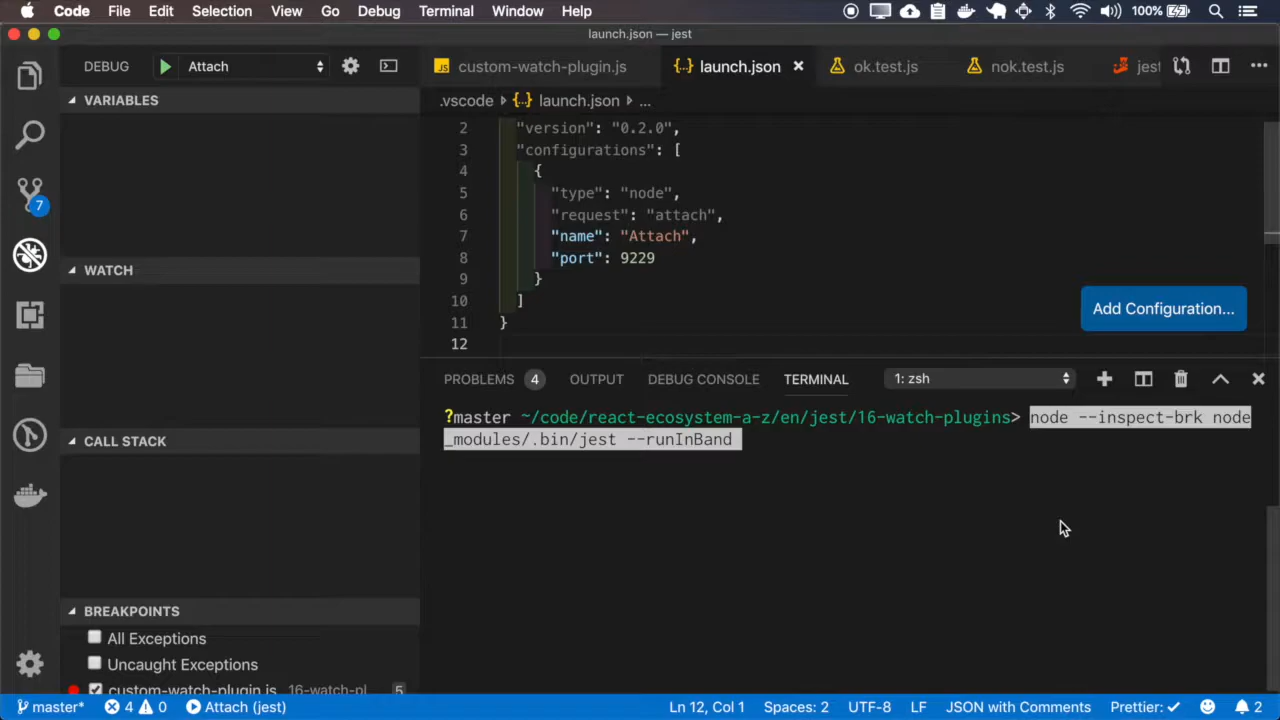 Code File Edit Selection View Go Debug Terminal Window Help 100%
launch.json — jest
DEBUG Attach
custom-watch-plugin.js launch.json ok.test.js nok.test.js jest
VARIABLES
.vscode launch.json ...
2 "version": "0.2.0",
3 "configurations": [
4 {
5 "type": "node",
6 "request": "attach",
7 "name": "Attach",
8 "port": 9229
9 }
10 ]
11 }
12
7
WATCH
Add Configuration...
PROBLEMS 4 OUTPUT DEBUG CONSOLE TERMINAL 1: zsh
?master ~/code/react-ecosystem-a-z/en/jest/16-watch-plugins> node --inspect-brk node
_modules/.bin/jest --runInBand
CALL STACK
BREAKPOINTS
All Exceptions
Uncaught Exceptions
custom-watch-plugin.js 16-watch-pl 5
master* 4 0 Attach (jest) Ln 12, Col 1 Spaces: 2 UTF-8 LF JSON with Comments Prettier: ✓ 2